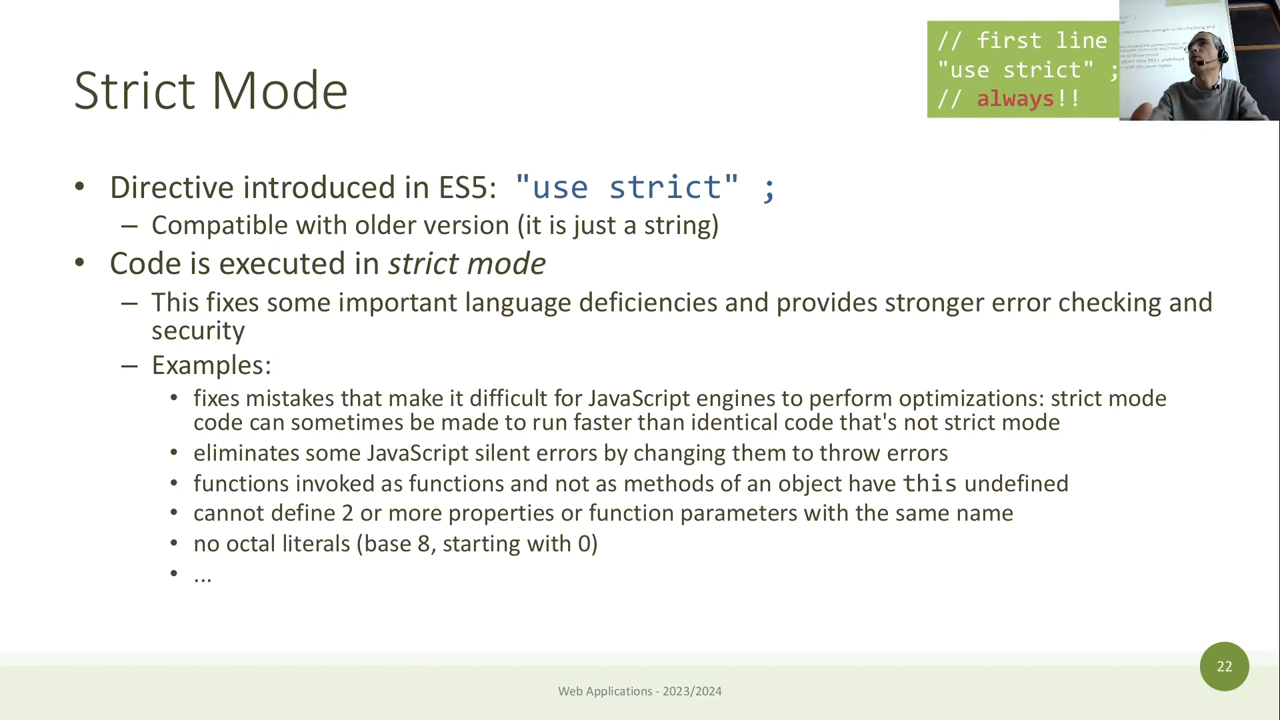 Strict Mode
// first line
"use strict" ;
// always!!
• Directive introduced in ES5: "use strict" ;
– Compatible with older version (it is just a string)
• Code is executed in strict mode
– This fixes some important language deficiencies and provides stronger error checking and
security
– Examples:
• fixes mistakes that make it difficult for JavaScript engines to perform optimizations: strict mode
code can sometimes be made to run faster than identical code that's not strict mode
• eliminates some JavaScript silent errors by changing them to throw errors
• functions invoked as functions and not as methods of an object have this undefined
• cannot define 2 or more properties or function parameters with the same name
• no octal literals (base 8, starting with 0)
• ...
Web Applications - 2023/2024
22